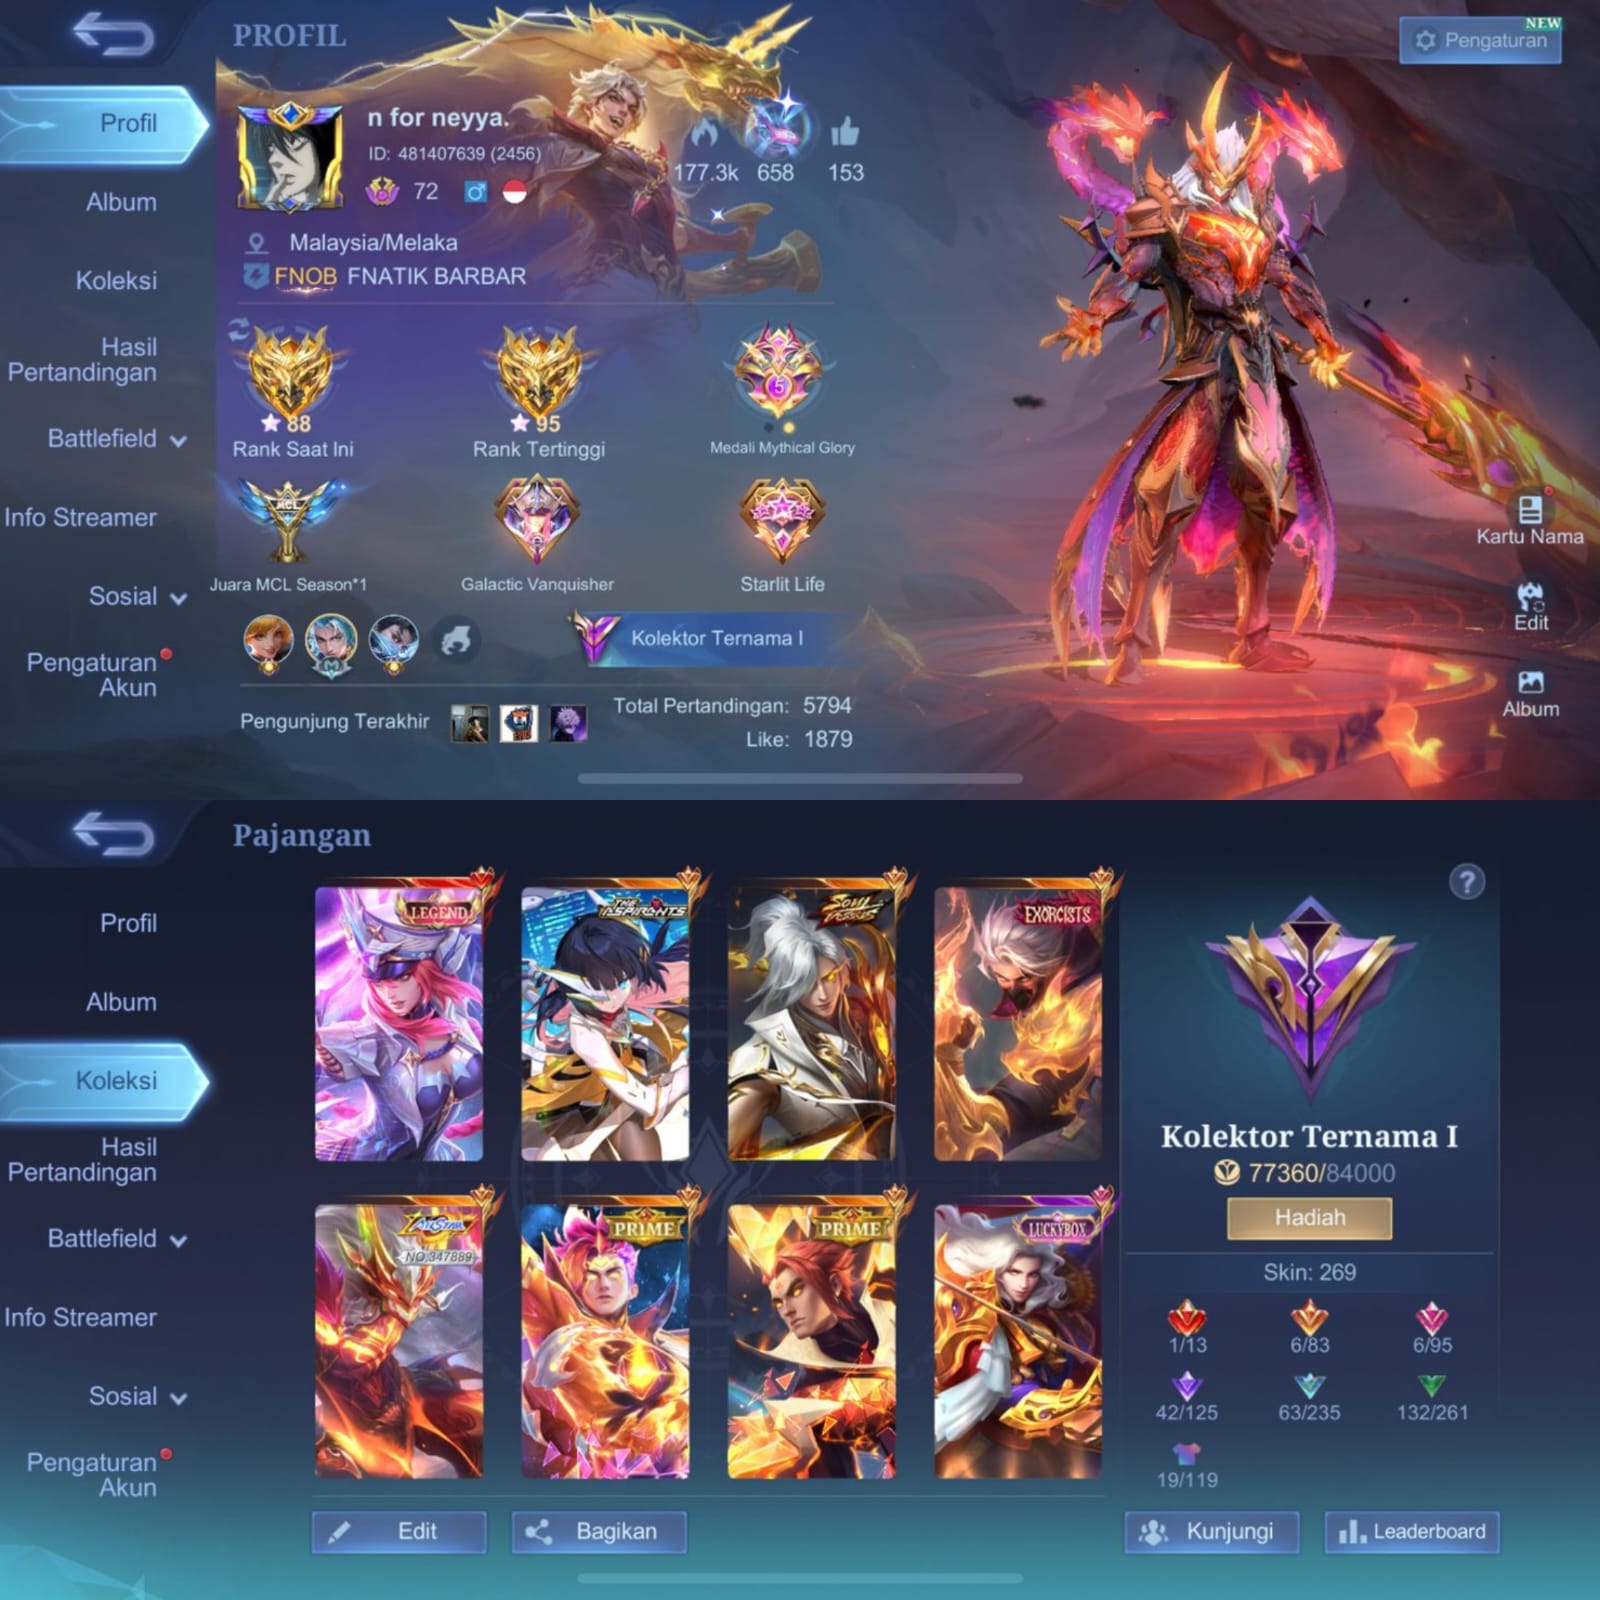 PROFIL
NEW
Pengaturan
Profil
Album
Koleksi
Hasil
Pertandingan
Battlefield
Info Streamer
Sosial
Pengaturan
Akun
n for neyya.
ID: 481407639 (2456)
72
177.3k
658
153
Malaysia/Melaka
FNOB FNATIK BARBAR
88
Rank Saat Ini
95
Rank Tertinggi
5
Medali Mythical Glory
MCL
Juara MCL Season*1
Galactic Vanquisher
Starlit Life
Kolektor Ternama I
Pengunjung Terakhir
Total Pertandingan: 5794
Like: 1879
Kartu Nama
Edit
Album
Pajangan
Profil
Album
Koleksi
Hasil
Pertandingan
Battlefield
Info Streamer
Sosial
Pengaturan
Akun
LEGEND
THE ASPIRANTS
SOUL VESSELS
EXORCISTS
ALLSTAR
NO.347889
PRIME
PRIME
LUCKYBOX
Edit
Bagikan
?
Kolektor Ternama I
77360/84000
Hadiah
Skin: 269
1/13
6/83
6/95
42/125
63/235
132/261
19/119
Kunjungi
Leaderboard